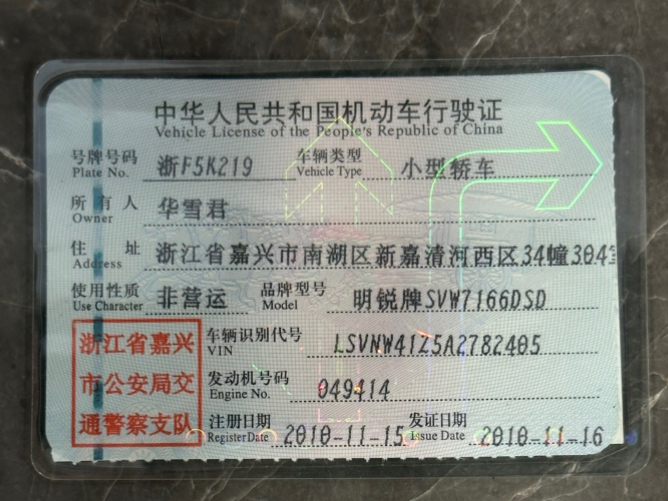 中华人民共和国机动车行驶证
Vehicle License of the People's Republic of China
号牌号码 浙F5K219 车辆类型 小型轿车
Plate No. Vehicle Type
所有人 华雪君
Owner
住址 浙江省嘉兴市南湖区新嘉清河西区34幢304室
Address
使用性质 非营运 品牌型号 明锐牌SVW7166DSD
Use Character Model
浙江省嘉兴
市公安局交
通警察支队
车辆识别代号 LSVNW41Z5A2782405
VIN
发动机号码 049414
Engine No.
注册日期 2010-11-15 发证日期 2010-11-16
Register Date Issue Date